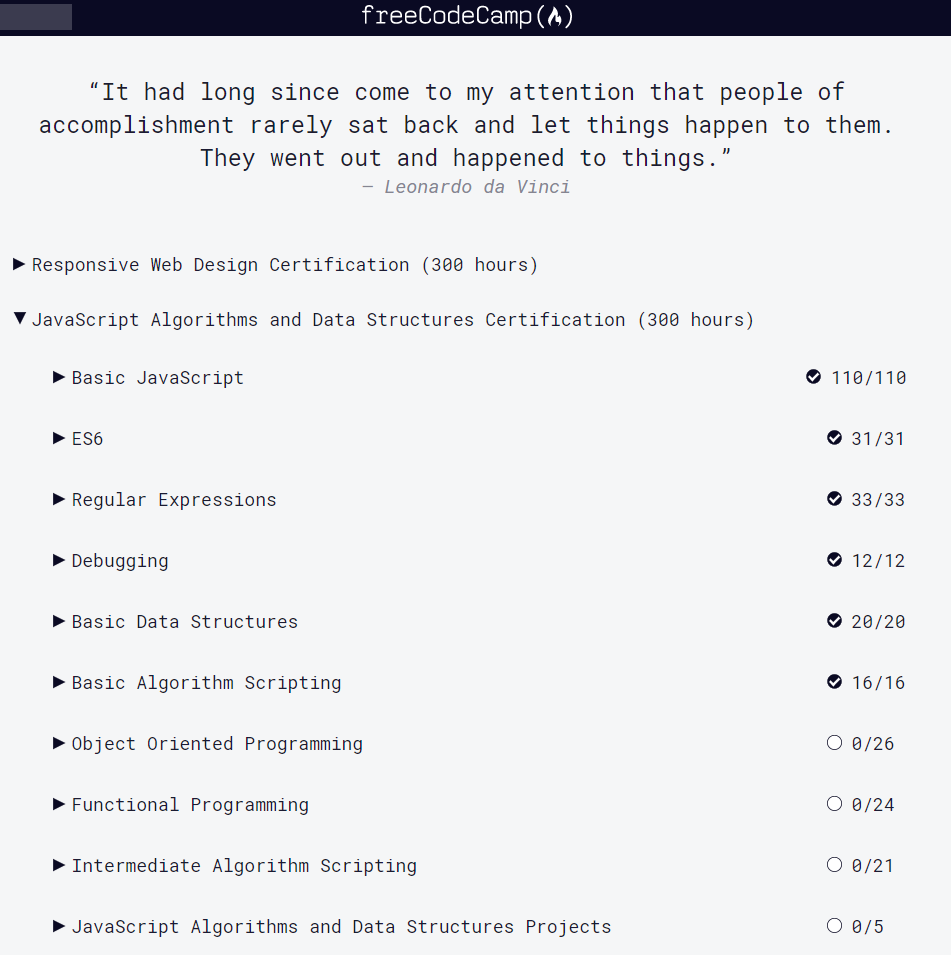 freeCodeCamp(🔥)
“It had long since come to my attention that people of
accomplishment rarely sat back and let things happen to them.
They went out and happened to things.”
— Leonardo da Vinci
Responsive Web Design Certification (300 hours)
JavaScript Algorithms and Data Structures Certification (300 hours)
Basic JavaScript 110/110
ES6 31/31
Regular Expressions 33/33
Debugging 12/12
Basic Data Structures 20/20
Basic Algorithm Scripting 16/16
Object Oriented Programming 0/26
Functional Programming 0/24
Intermediate Algorithm Scripting 0/21
JavaScript Algorithms and Data Structures Projects 0/5